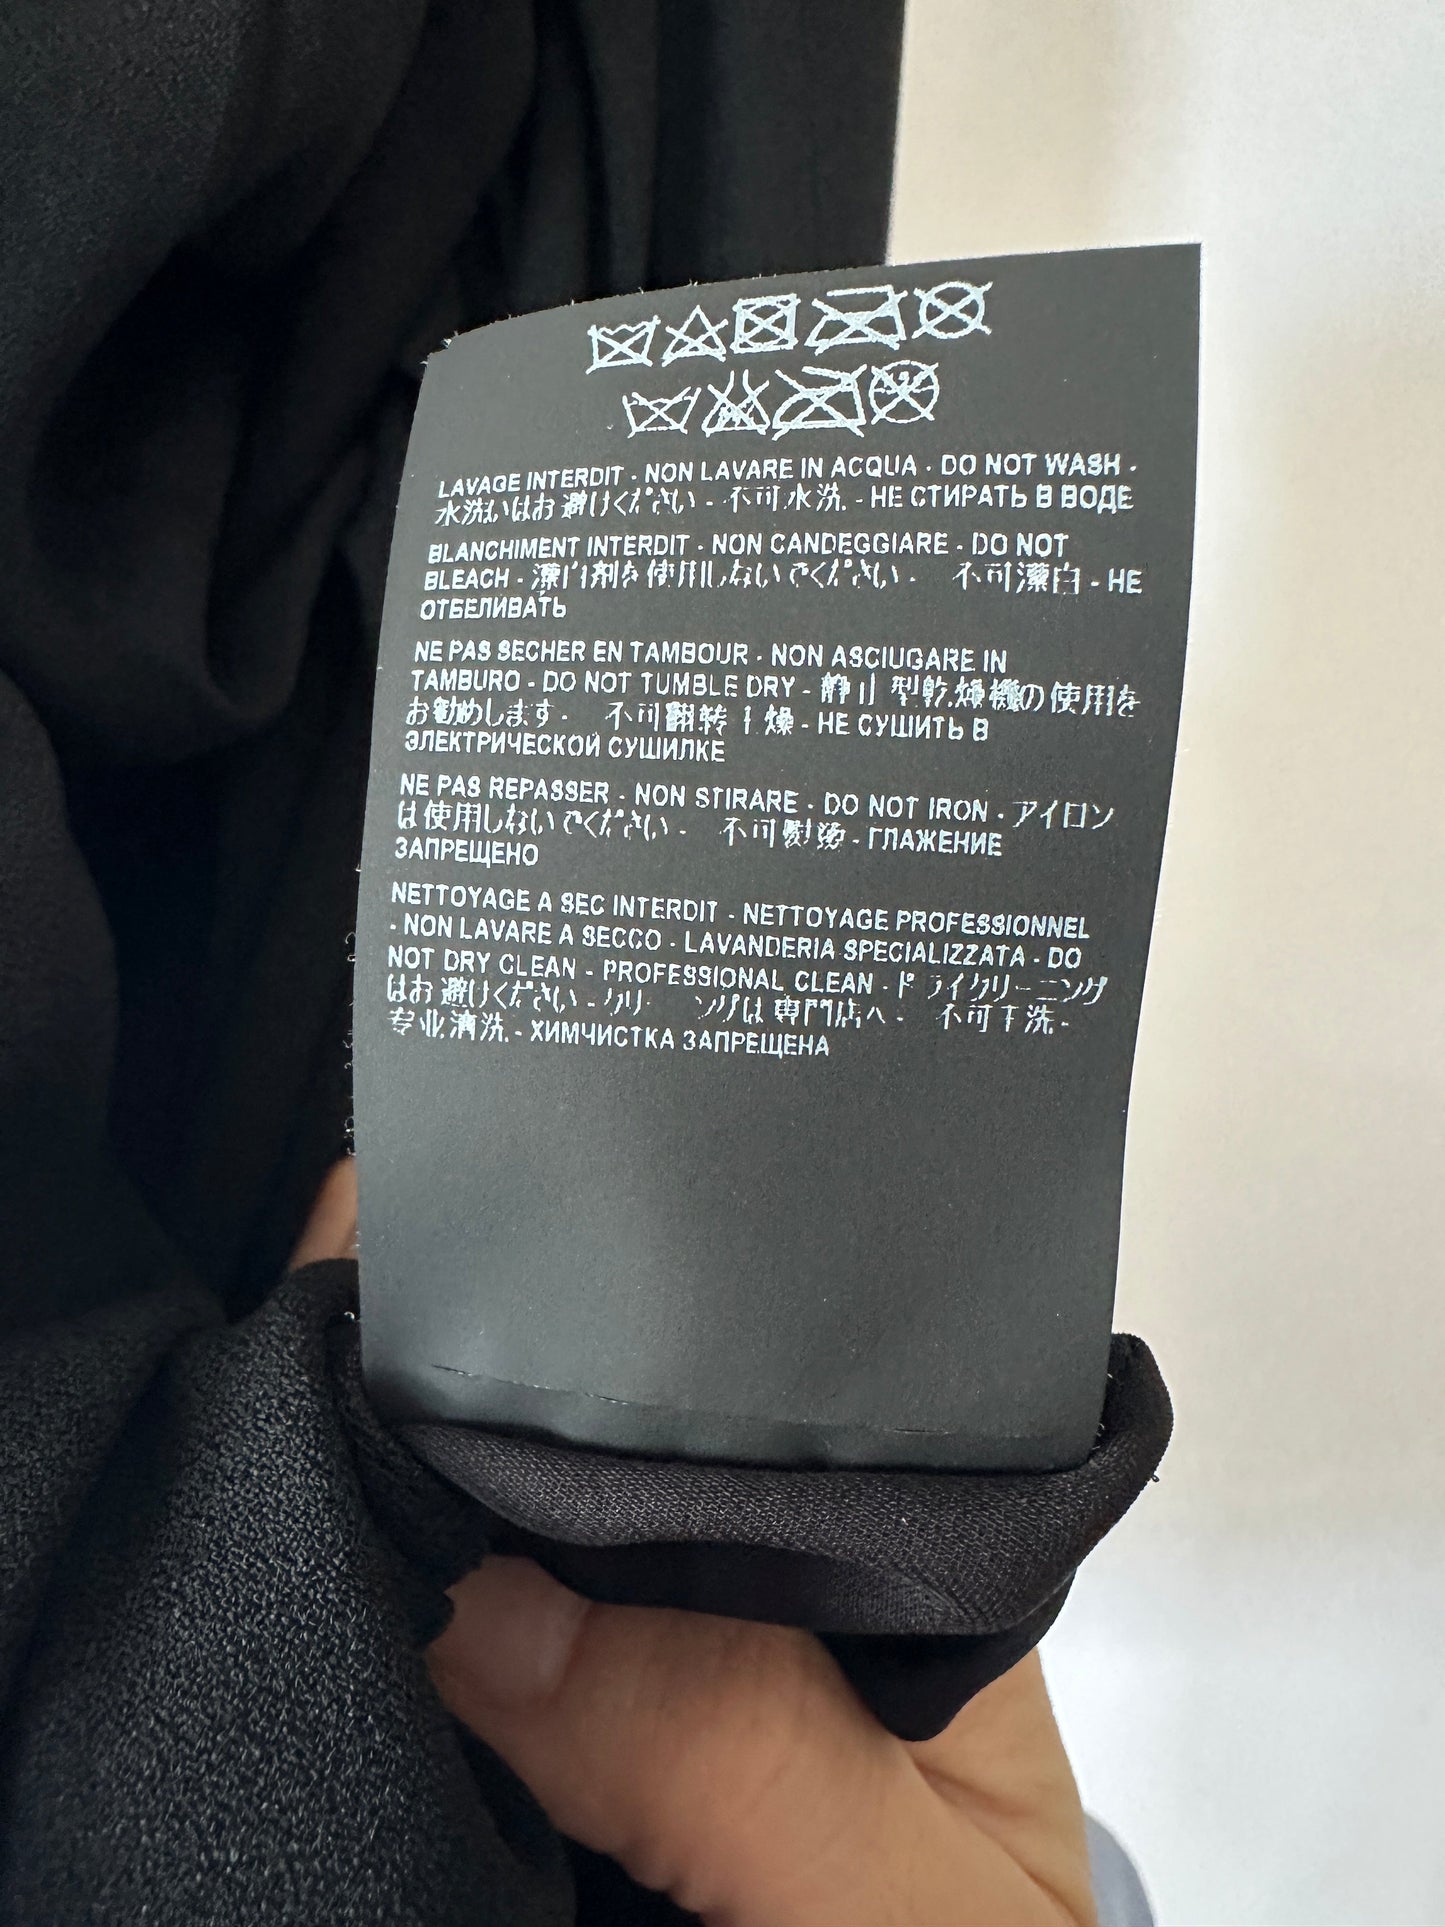 LAVAGE INTERDIT - NON LAVARE IN ACQUA - DO NOT WASH -
水洗いはお避けください - 不可水洗. - НЕ СТИРАТЬ В ВОДЕ
BLANCHIMENT INTERDIT - NON CANDEGGIARE - DO NOT
BLEACH - 漂白剤を使用しないでください - 不可漂白 - НЕ
ОТБЕЛИВАТЬ
NE PAS SECHER EN TAMBOUR - NON ASCIUGARE IN
TAMBURO - DO NOT TUMBLE DRY - 静止型乾燥機の使用を
お勧めします - 不可翻转干燥 - НЕ СУШИТЬ В
ЭЛЕКТРИЧЕСКОЙ СУШИЛКЕ
NE PAS REPASSER - NON STIRARE - DO NOT IRON - アイロン
は使用しないでください - 不可熨烫 - ГЛАЖЕНИЕ
ЗАПРЕЩЕНО
NETTOYAGE A SEC INTERDIT - NETTOYAGE PROFESSIONNEL
- NON LAVARE A SECCO - LAVANDERIA SPECIALIZZATA - DO
NOT DRY CLEAN - PROFESSIONAL CLEAN - ドライクリーニング
はお避けください - クリーニングは専門店へ - 不可干洗 -
专业清洗. - ХИМЧИСТКА ЗАПРЕЩЕНА